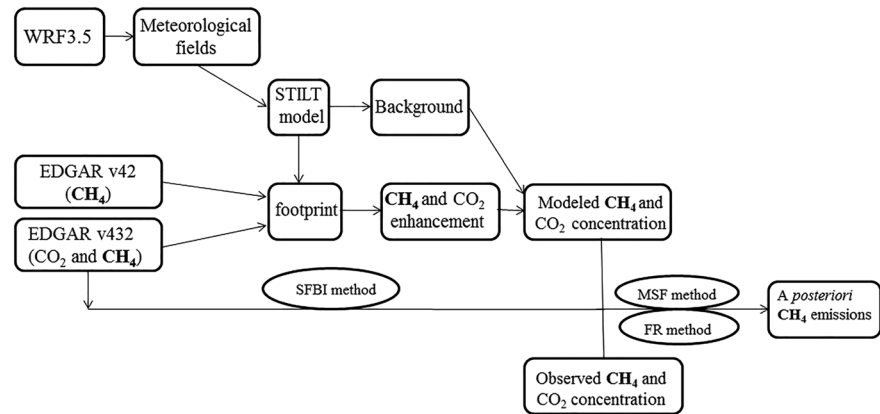 WRF3.5
Meteorological
fields
STILT
model
Background
EDGAR v42
(CH₄)
EDGAR v432
(CO₂ and CH₄)
footprint
CH₄ and CO₂
enhancement
Modeled CH₄ and
CO₂ concentration
SFBI method
MSF method
FR method
A posteriori
CH₄ emissions
Observed CH₄ and
CO₂ concentration